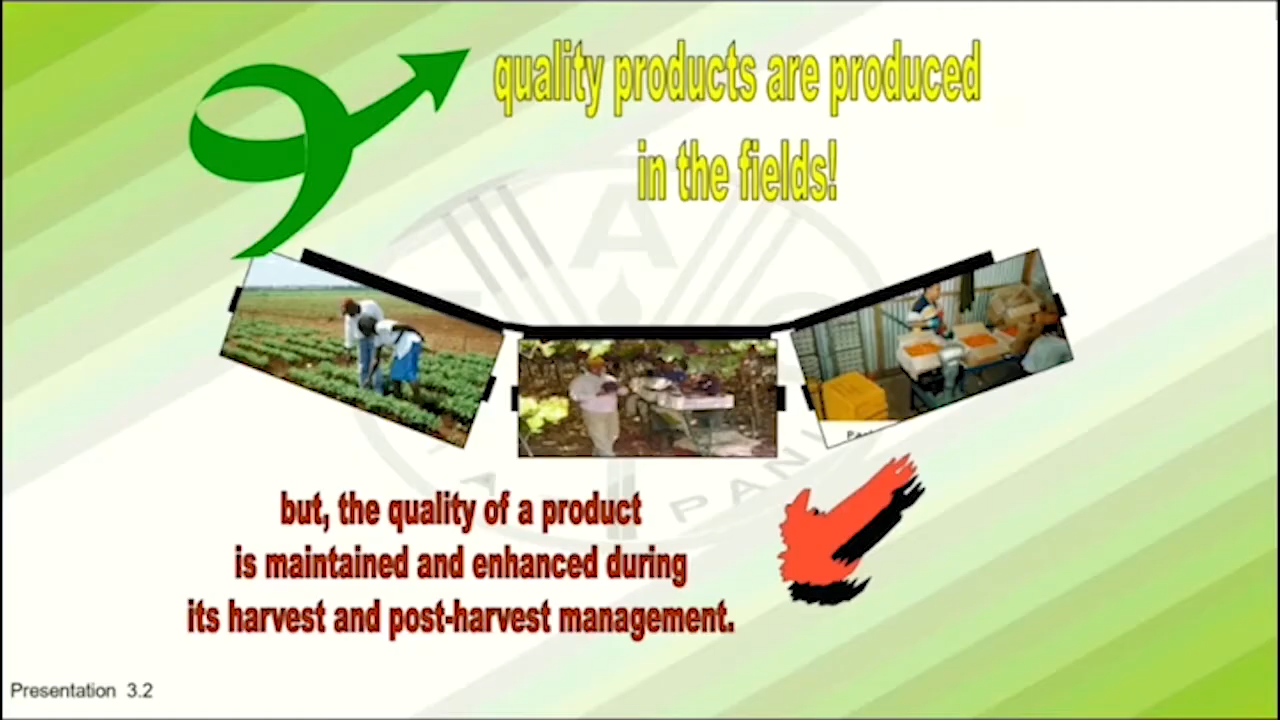 quality products are produced
in the fields!
but, the quality of a product
is maintained and enhanced during
its harvest and post-harvest management.
Presentation 3.2